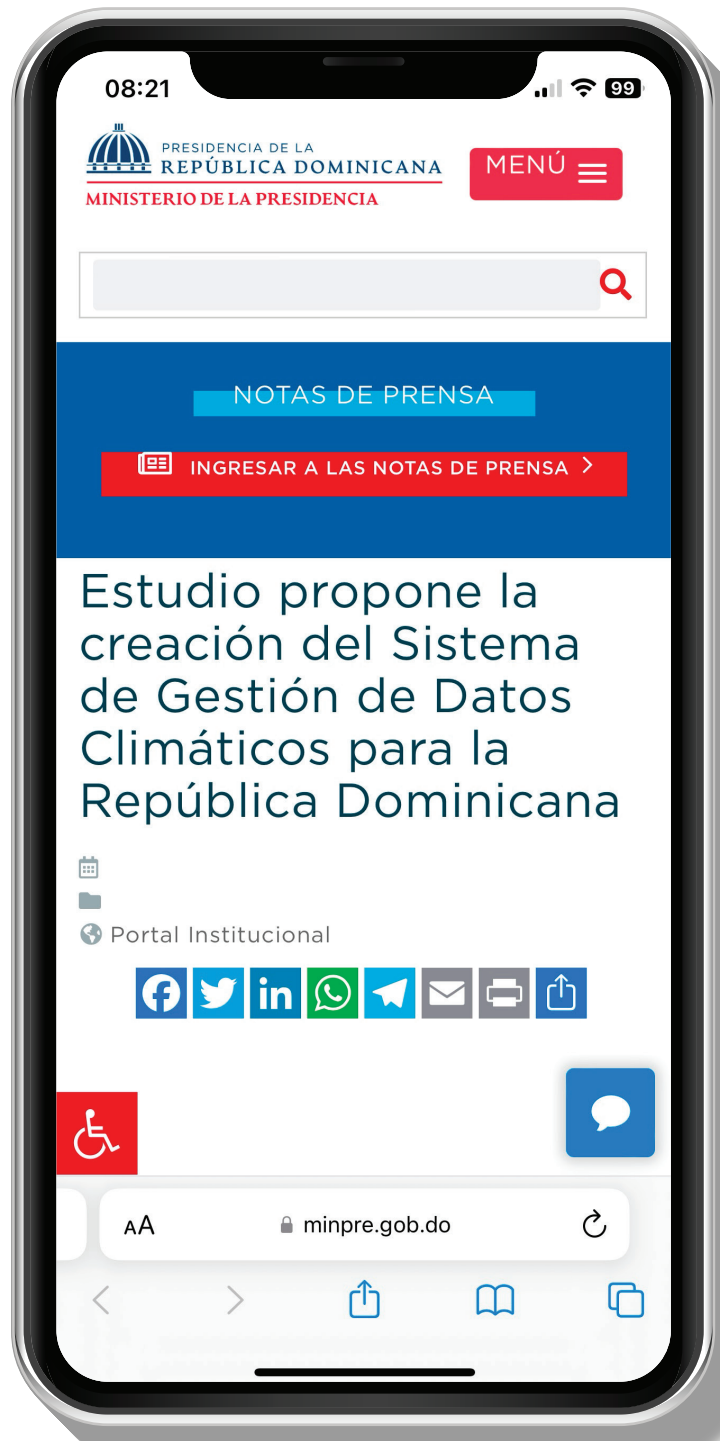 08:21
99
PRESIDENCIA DE LA
REPÚBLICA DOMINICANA
MINISTERIO DE LA PRESIDENCIA
MENÚ
NOTAS DE PRENSA
INGRESAR A LAS NOTAS DE PRENSA
Estudio propone la
creación del Sistema
de Gestión de Datos
Climáticos para la
República Dominicana
Portal Institucional
in
AA
minpre.gob.do